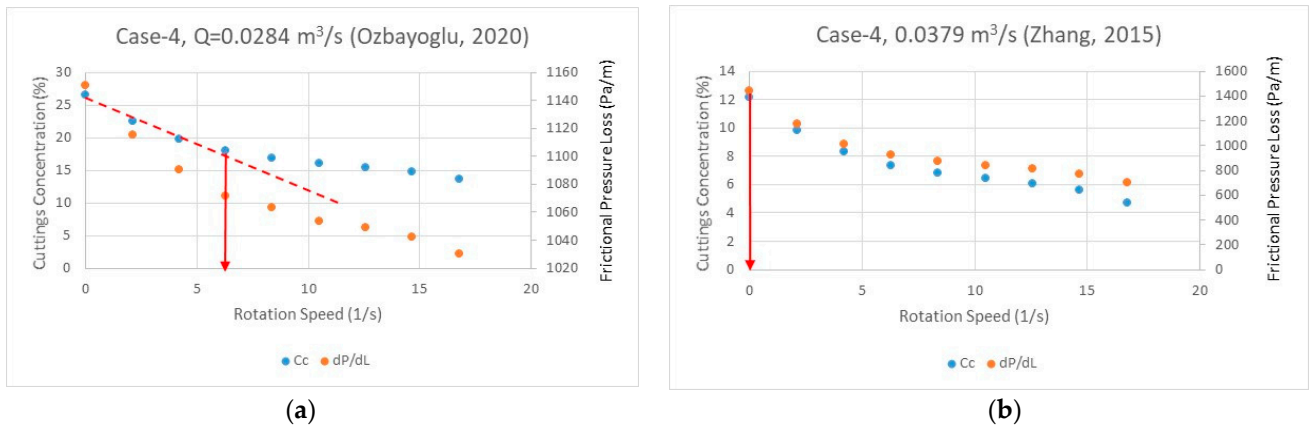 Case-4, Q=0.0284 m³/s (Ozbayoglu, 2020)
Cuttings Concentration (%)
30
25
20
15
10
5
0
1160
1140
1120
1100
1080
1060
1040
1020
Frictional Pressure Loss (Pa/m)
0 5 10 15 20
Rotation Speed (1/s)
Cc dP/dL
(a)
Case-4, 0.0379 m³/s (Zhang, 2015)
Cuttings Concentration (%)
14
12
10
8
6
4
2
0
1600
1400
1200
1000
800
600
400
200
0
Frictional Pressure Loss (Pa/m)
0 5 10 15 20
Rotation Speed (1/s)
Cc dP/dL
(b)